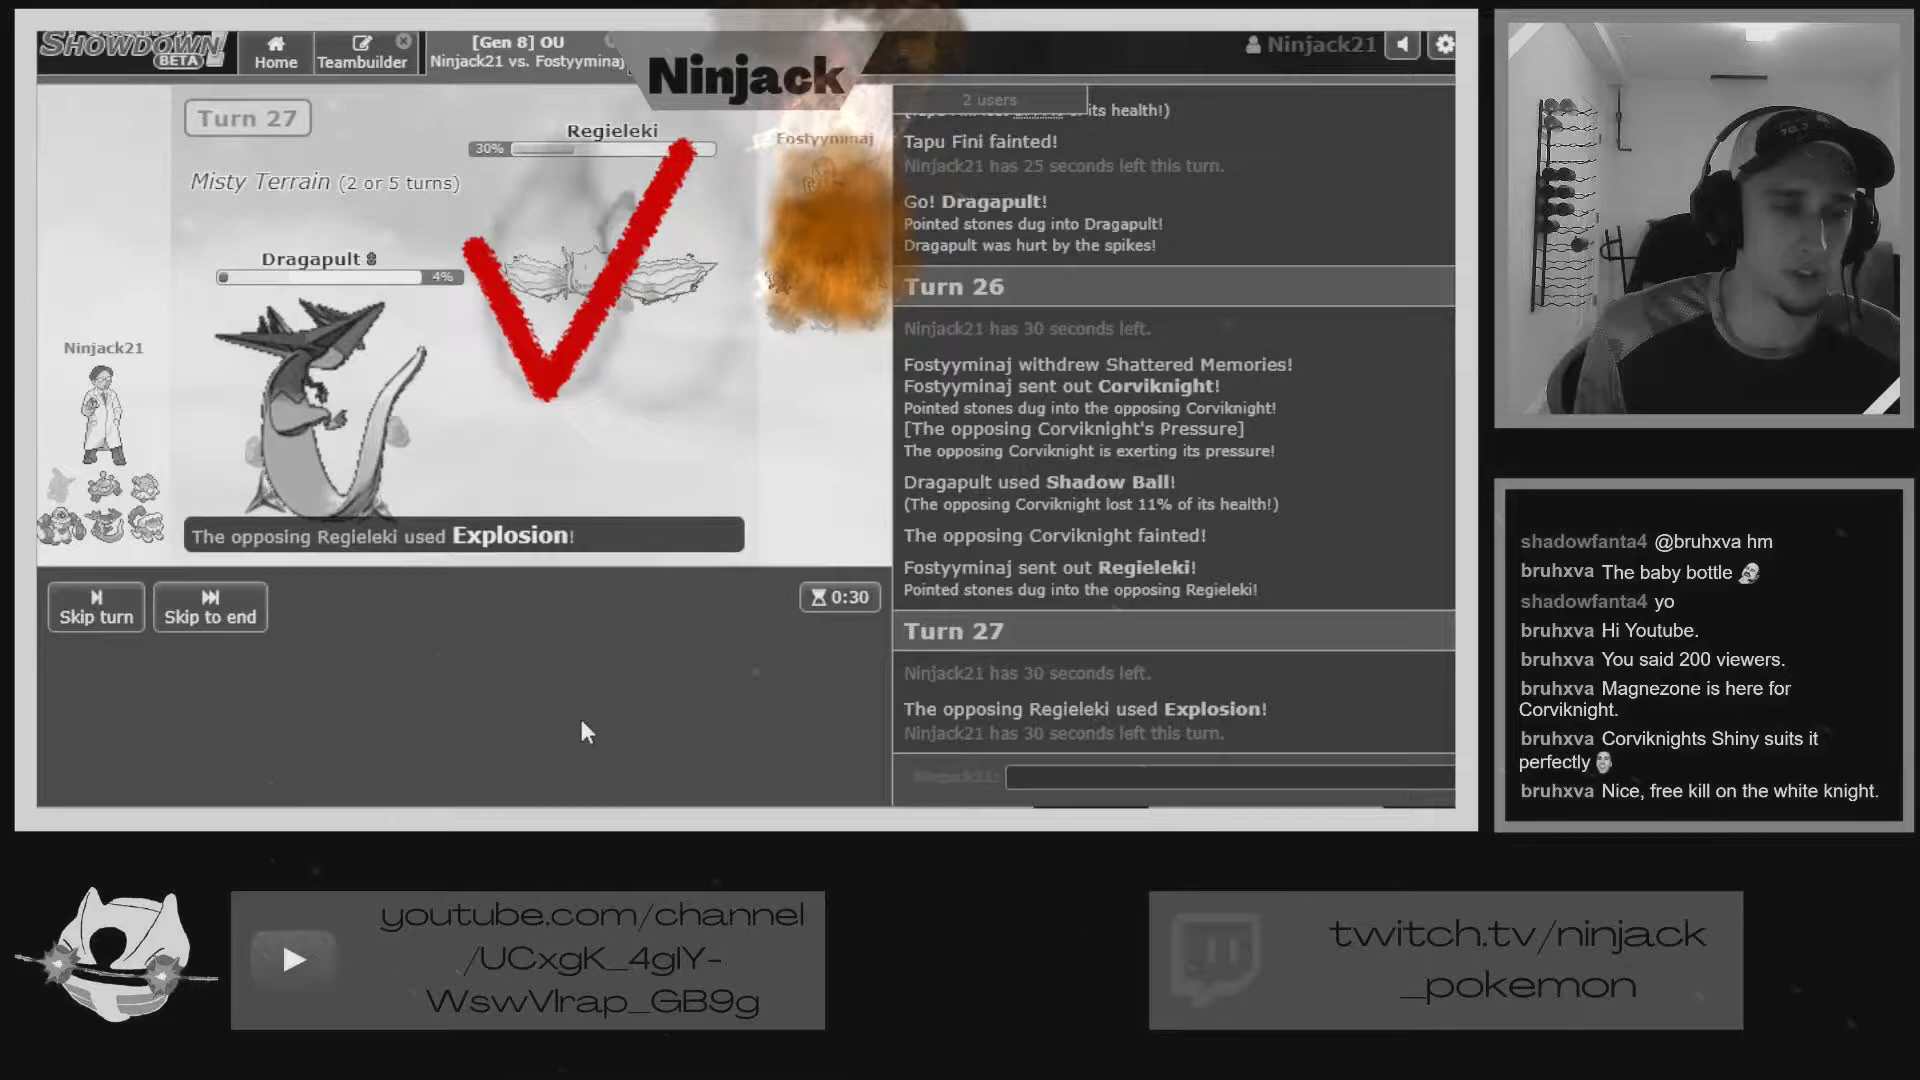 SHOWDOWN
BETA
Home
Teambuilder
[Gen 8] OU
Ninjack21 vs. Fostyyminaj
Ninjack
Ninjack21
Turn 27
Misty Terrain (2 or 5 turns)
Regieleki
30%
Fostyyminaj
Dragapult
4%
Ninjack21
The opposing Regieleki used Explosion!
Skip turn
Skip to end
0:30
2 users
its health!)
Tapu Fini fainted!
Ninjack21 has 25 seconds left this turn.
Go! Dragapult!
Pointed stones dug into Dragapult!
Dragapult was hurt by the spikes!
Turn 26
Ninjack21 has 30 seconds left.
Fostyyminaj withdrew Shattered Memories!
Fostyyminaj sent out Corviknight!
Pointed stones dug into the opposing Corviknight!
[The opposing Corviknight's Pressure]
The opposing Corviknight is exerting its pressure!
Dragapult used Shadow Ball!
(The opposing Corviknight lost 11% of its health!)
The opposing Corviknight fainted!
Fostyyminaj sent out Regieleki!
Pointed stones dug into the opposing Regieleki!
Turn 27
Ninjack21 has 30 seconds left.
The opposing Regieleki used Explosion!
Ninjack21 has 30 seconds left this turn.
Ninjack21:
shadowfanta4 @bruhxva hm
bruhxva The baby bottle
shadowfanta4 yo
bruhxva Hi Youtube.
bruhxva You said 200 viewers.
bruhxva Magnezone is here for
Corviknight.
bruhxva Corviknights Shiny suits it
perfectly
bruhxva Nice, free kill on the white knight.
youtube.com/channel
/UCxgK_4glY-
WswVlrap_GB9g
twitch.tv/ninjack
_pokemon